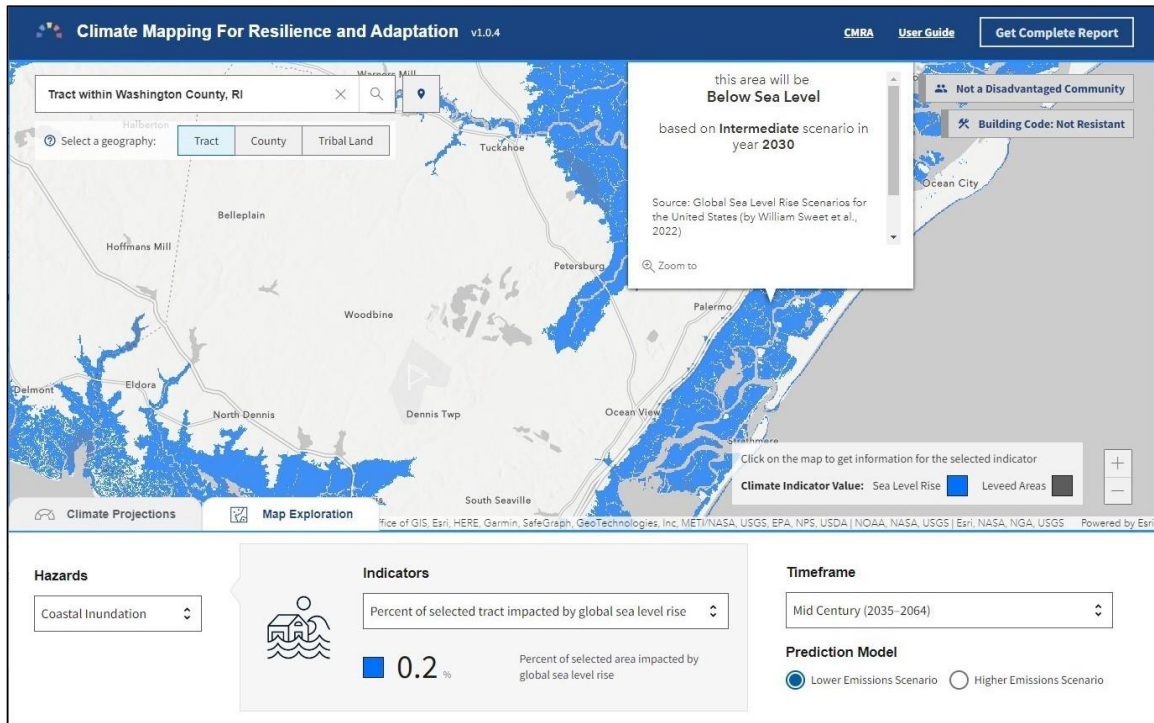 Climate Mapping For Resilience and Adaptation v1.0.4
CMRA
User Guide
Get Complete Report
Tract within Washington County, RI
Select a geography:
Tract
County
Tribal Land
this area will be
Below Sea Level
based on Intermediate scenario in
year 2030
Source: Global Sea Level Rise Scenarios for
the United States (by William Sweet et al.,
2022)
Zoom to
Not a Disadvantaged Community
Building Code: Not Resistant
Warners Mill
Halberton
Tuckahoe
Belleplain
Hoffmans Mill
Petersburg
Woodbine
Palermo
Ocean City
Delmont
Eldora
North Dennis
Dennis Twp
Ocean View
Strathmere
South Seaville
Click on the map to get information for the selected indicator
Climate Indicator Value: Sea Level Rise Leveed Areas
Climate Projections
Map Exploration
fice of GIS, Esri, HERE, Garmin, SafeGraph, GeoTechnologies, Inc, METI/NASA, USGS, EPA, NPS, USDA | NOAA, NASA, USGS | Esri, NASA, NGA, USGS
Powered by Esri
Hazards
Coastal Inundation
Indicators
Percent of selected tract impacted by global sea level rise
0.2 %
Percent of selected area impacted by
global sea level rise
Timeframe
Mid Century (2035–2064)
Prediction Model
Lower Emissions Scenario
Higher Emissions Scenario